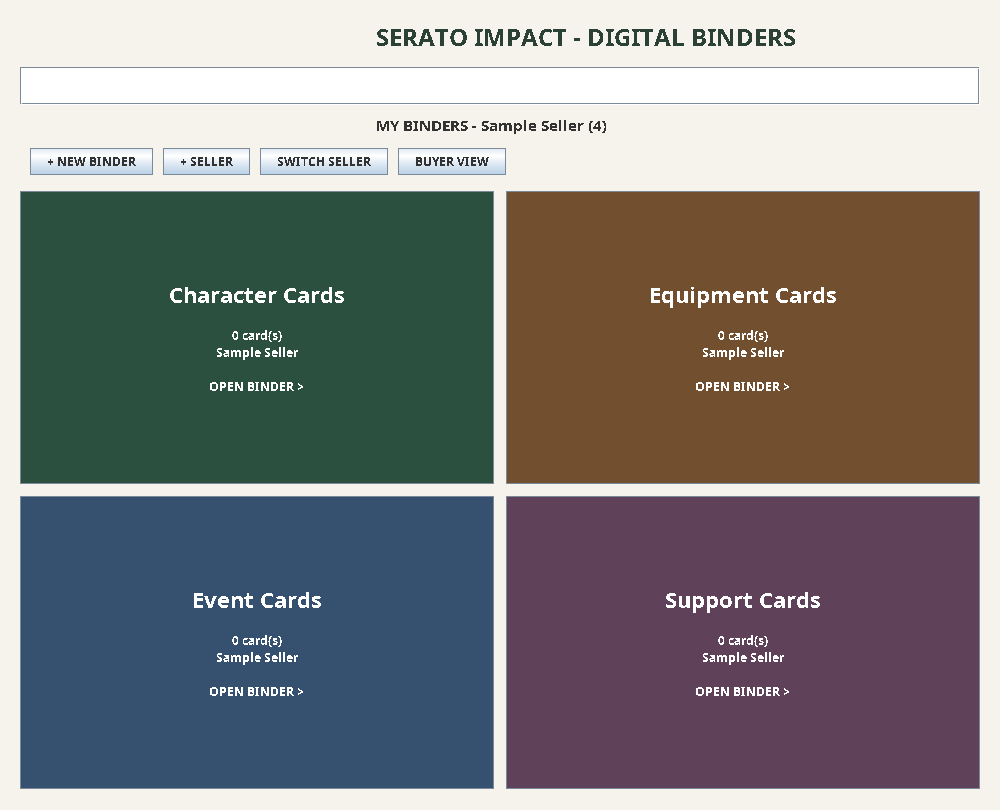 SERATO IMPACT - DIGITAL BINDERS
MY BINDERS - Sample Seller (4)
+ NEW BINDER
+ SELLER
SWITCH SELLER
BUYER VIEW
Character Cards
0 card(s)
Sample Seller
OPEN BINDER >
Equipment Cards
0 card(s)
Sample Seller
OPEN BINDER >
Event Cards
0 card(s)
Sample Seller
OPEN BINDER >
Support Cards
0 card(s)
Sample Seller
OPEN BINDER >